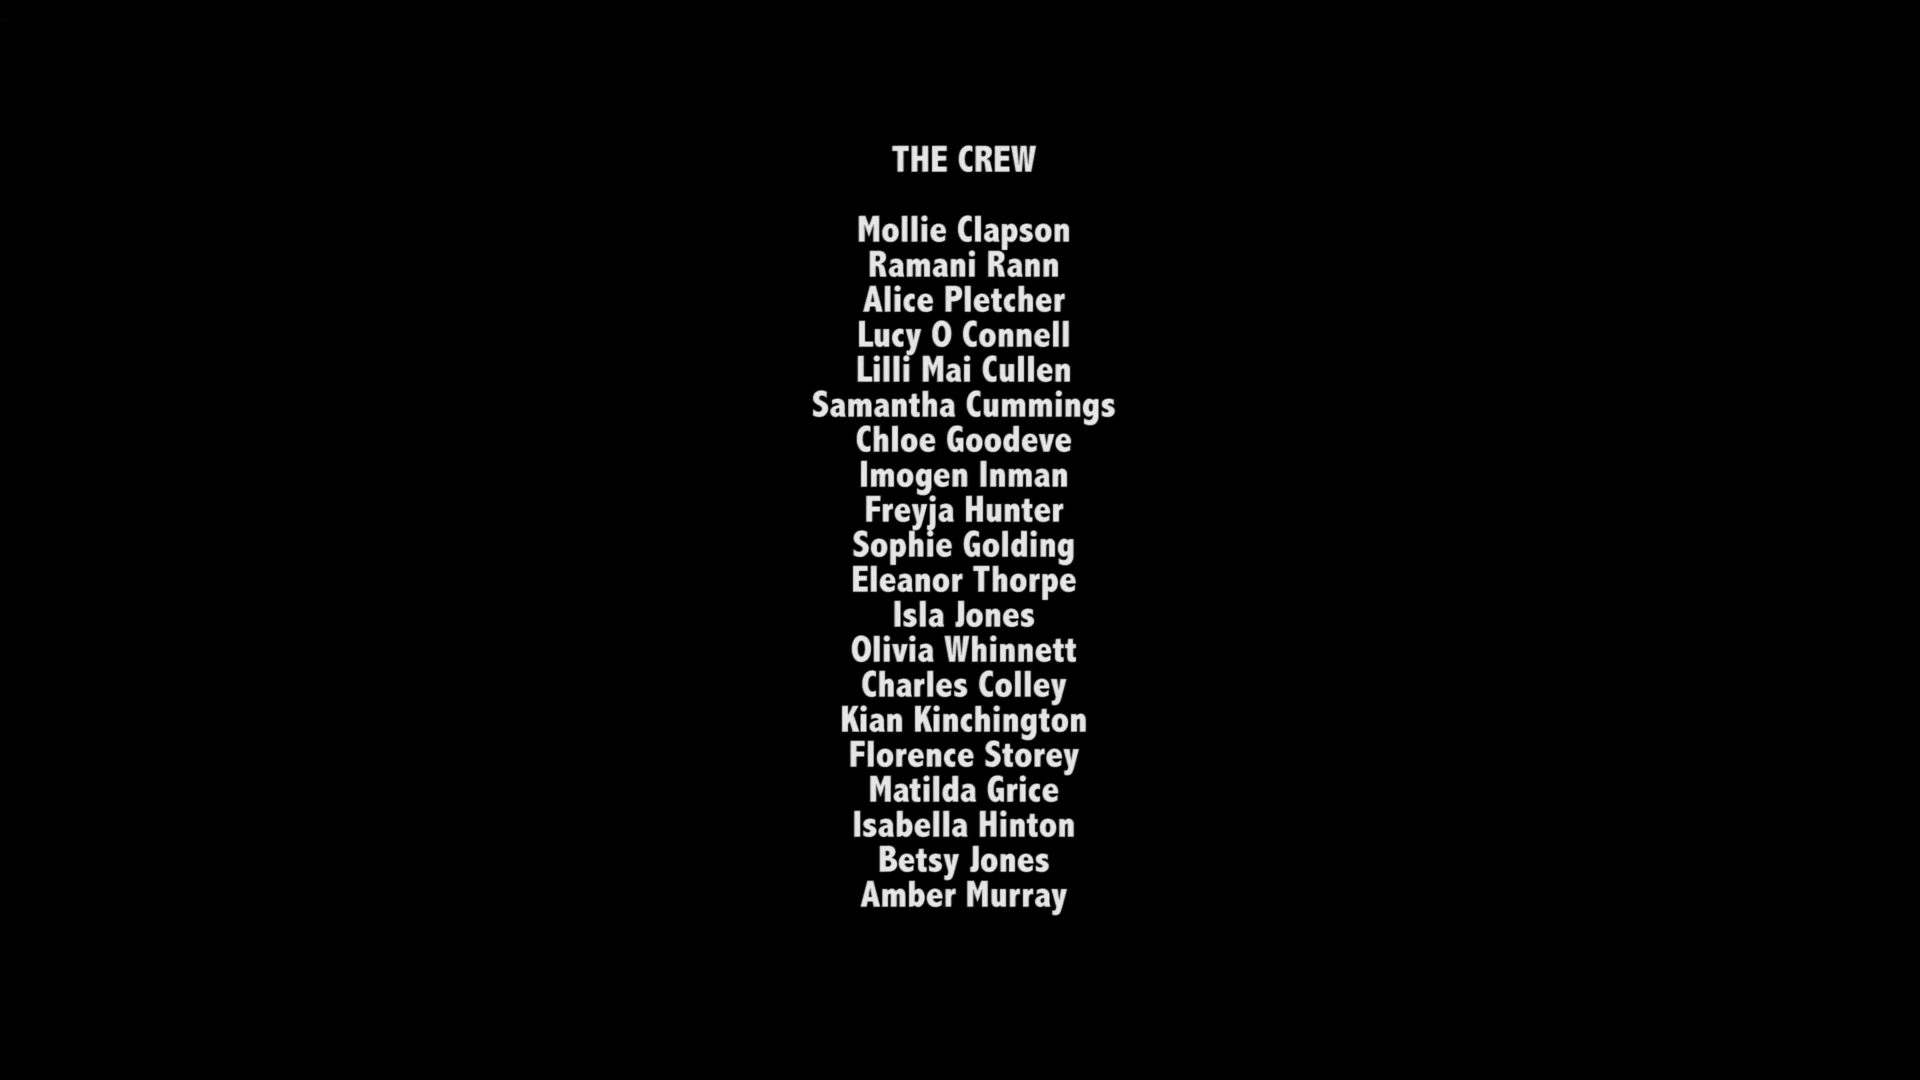 THE CREW
Mollie Clapson
Ramani Rann
Alice Pletcher
Lucy O Connell
Lilli Mai Cullen
Samantha Cummings
Chloe Goodeve
Imogen Inman
Freyja Hunter
Sophie Golding
Eleanor Thorpe
Isla Jones
Olivia Whinnett
Charles Colley
Kian Kinchington
Florence Storey
Matilda Grice
Isabella Hinton
Betsy Jones
Amber Murray